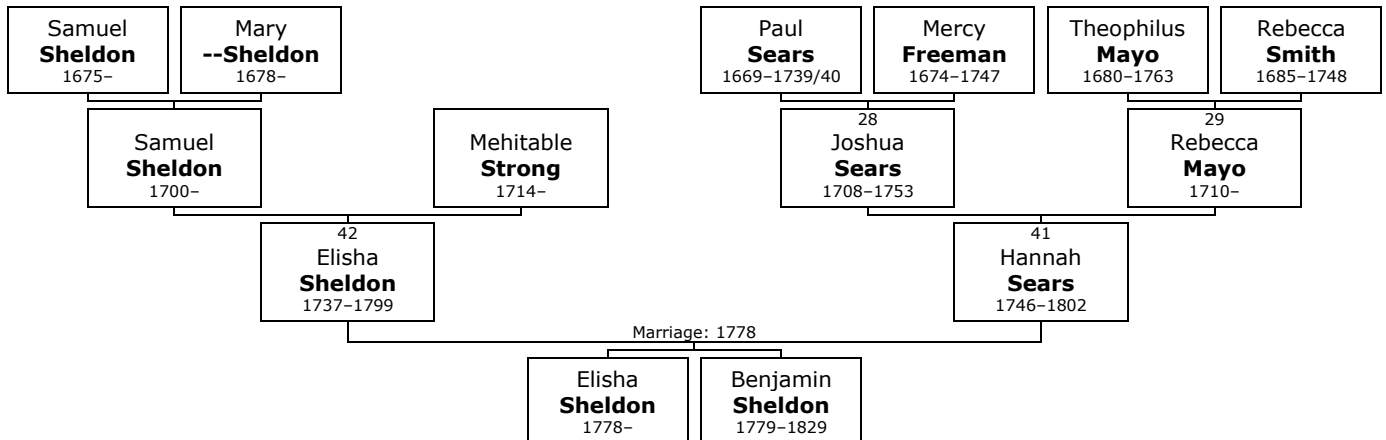 Samuel
Sheldon
1675–
Mary
--Sheldon
1678–
Paul
Sears
1669–1739/40
Mercy
Freeman
1674–1747
Theophilus
Mayo
1680–1763
Rebecca
Smith
1685–1748
Samuel
Sheldon
1700–
Mehitable
Strong
1714–
28
Joshua
Sears
1708–1753
29
Rebecca
Mayo
1710–
42
Elisha
Sheldon
1737–1799
41
Hannah
Sears
1746–1802
Marriage: 1778
Elisha
Sheldon
1778–
Benjamin
Sheldon
1779–1829